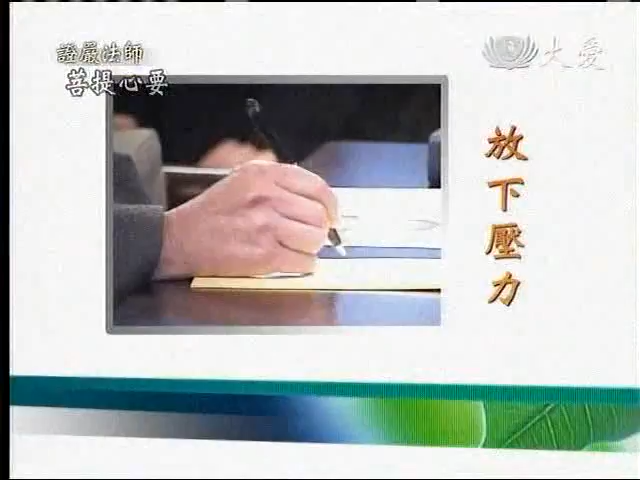 證嚴法師
菩提心要
大愛
放下壓力